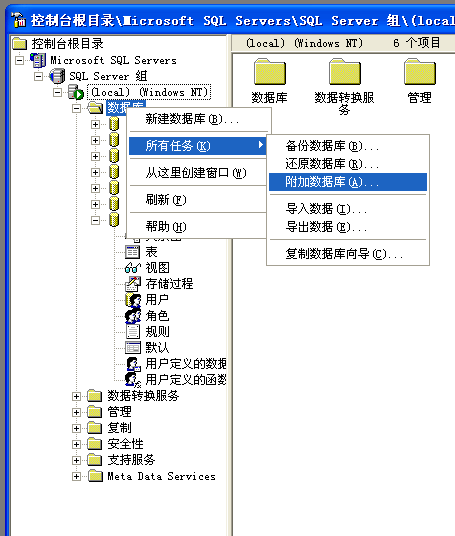 控制台根目录\Microsoft SQL Servers\SQL Server 组\(loca
控制台根目录
Microsoft SQL Servers
SQL Server 组
(local) (Windows NT)
数据库
表
视图
存储过程
用户
角色
规则
默认
用户定义的数据
用户定义的函数
数据转换服务
管理
复制
安全性
支持服务
Meta Data Services
(local) (Windows NT) 6 个项目
数据库
数据转换服
务
管理
新建数据库(B)...
所有任务(K)
从这里创建窗口(W)
刷新(F)
帮助(H)
备份数据库(B)...
还原数据库(R)...
附加数据库(A)...
导入数据(I)...
导出数据(E)...
复制数据库向导(C)...